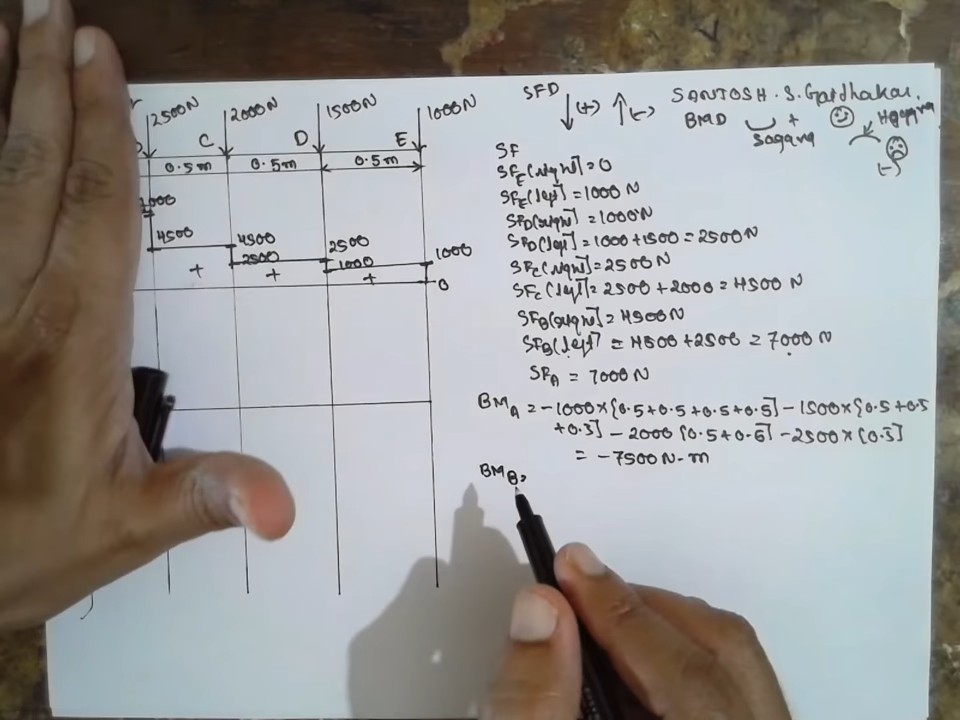 2500N 2000N 1500N 1000N
C D E
0.5m 0.5m 0.5m
4500 4500 2500 1000
2500 1000
+ + + 0
SFD (+) (-) SANTOSH. S. Gaidhakar.
BMD + Hogging
Sagging (-)
SF
SFE[right]=0
SFE[left]=1000 N
SFD[right]=1000N
SFD[left]=1000+1500=2500N
SFC[right]=2500 N
SFC[left]=2500+2000=4500 N
SFB[right]=4500N
SFB[left]=4500+2500=7000 N
SFA = 7000 N
BMA=-1000×[0.5+0.5+0.5+0.5]-1500×[0.5+0.5
+0.5]-2000[0.5+0.5]-2500×[0.5]
= -7500 N-m
BMB=